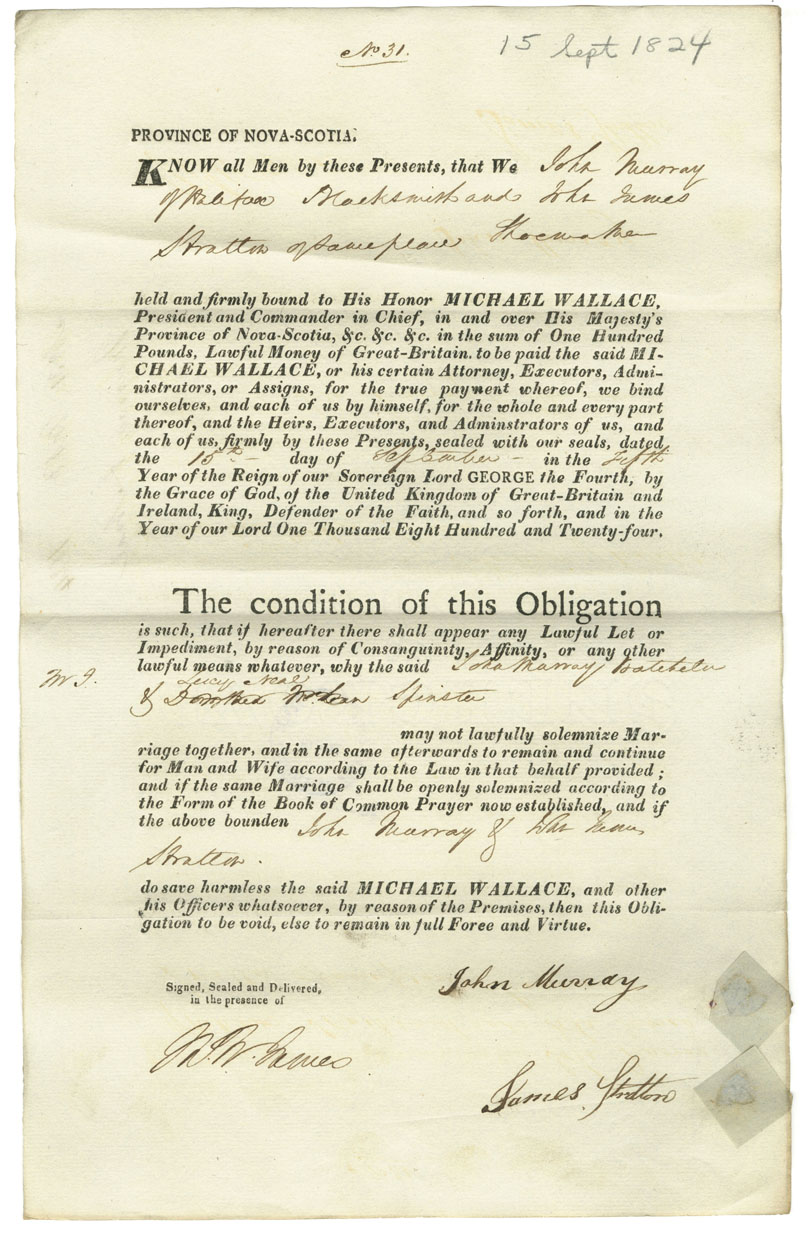 No 31.
15 Sept 1824
PROVINCE OF NOVA-SCOTIA.
KNOW all Men by these Presents, that We John Murray
of Halifax Blacksmith and John James
Stratton of same place Shoemaker
held and firmly bound to His Honor MICHAEL WALLACE,
President and Commander in Chief, in and over His Majesty's
Province of Nova-Scotia, &c. &c. &c. in the sum of One Hundred
Pounds, Lawful Money of Great-Britain. to be paid the said MI-
CHAEL WALLACE, or his certain Attorney, Executors, Admi-
nistrators, or Assigns, for the true payment whereof, we bind
ourselves, and each of us by himself, for the whole and every part
thereof, and the Heirs, Executors, and Adminstrators of us, and
each of us, firmly by these Presents, sealed with our seals, dated
the 15th - day of September - in the Fifth
Year of the Reign of our Sovereign Lord GEORGE the Fourth, by
the Grace of God, of the United Kingdom of Great-Britain and
Ireland, King, Defender of the Faith, and so forth, and in the
Year of our Lord One Thousand Eight Hundred and Twenty-four.
The condition of this Obligation
is such, that if hereafter there shall appear any Lawful Let or
Impediment, by reason of Consanguinity, Affinity, or any other
lawful means whatever, why the said John Murray Batchelor
Lucy Neal
& Spinster
may not lawfully solemnize Mar-
riage together, and in the same afterwards to remain and continue
for Man and Wife according to the Law in that behalf provided;
and if the same Marriage shall be openly solemnized according to
the Form of the Book of Common Prayer now established, and if
the above bounden John Murray & John James
Stratton.
do save harmless the said MICHAEL WALLACE, and other
his Officers whatsoever, by reason of the Premises, then this Obli-
gation to be void, else to remain in full Force and Virtue.
Signed, Sealed and Delivered,
in the presence of
John Murray
James
James Stratton